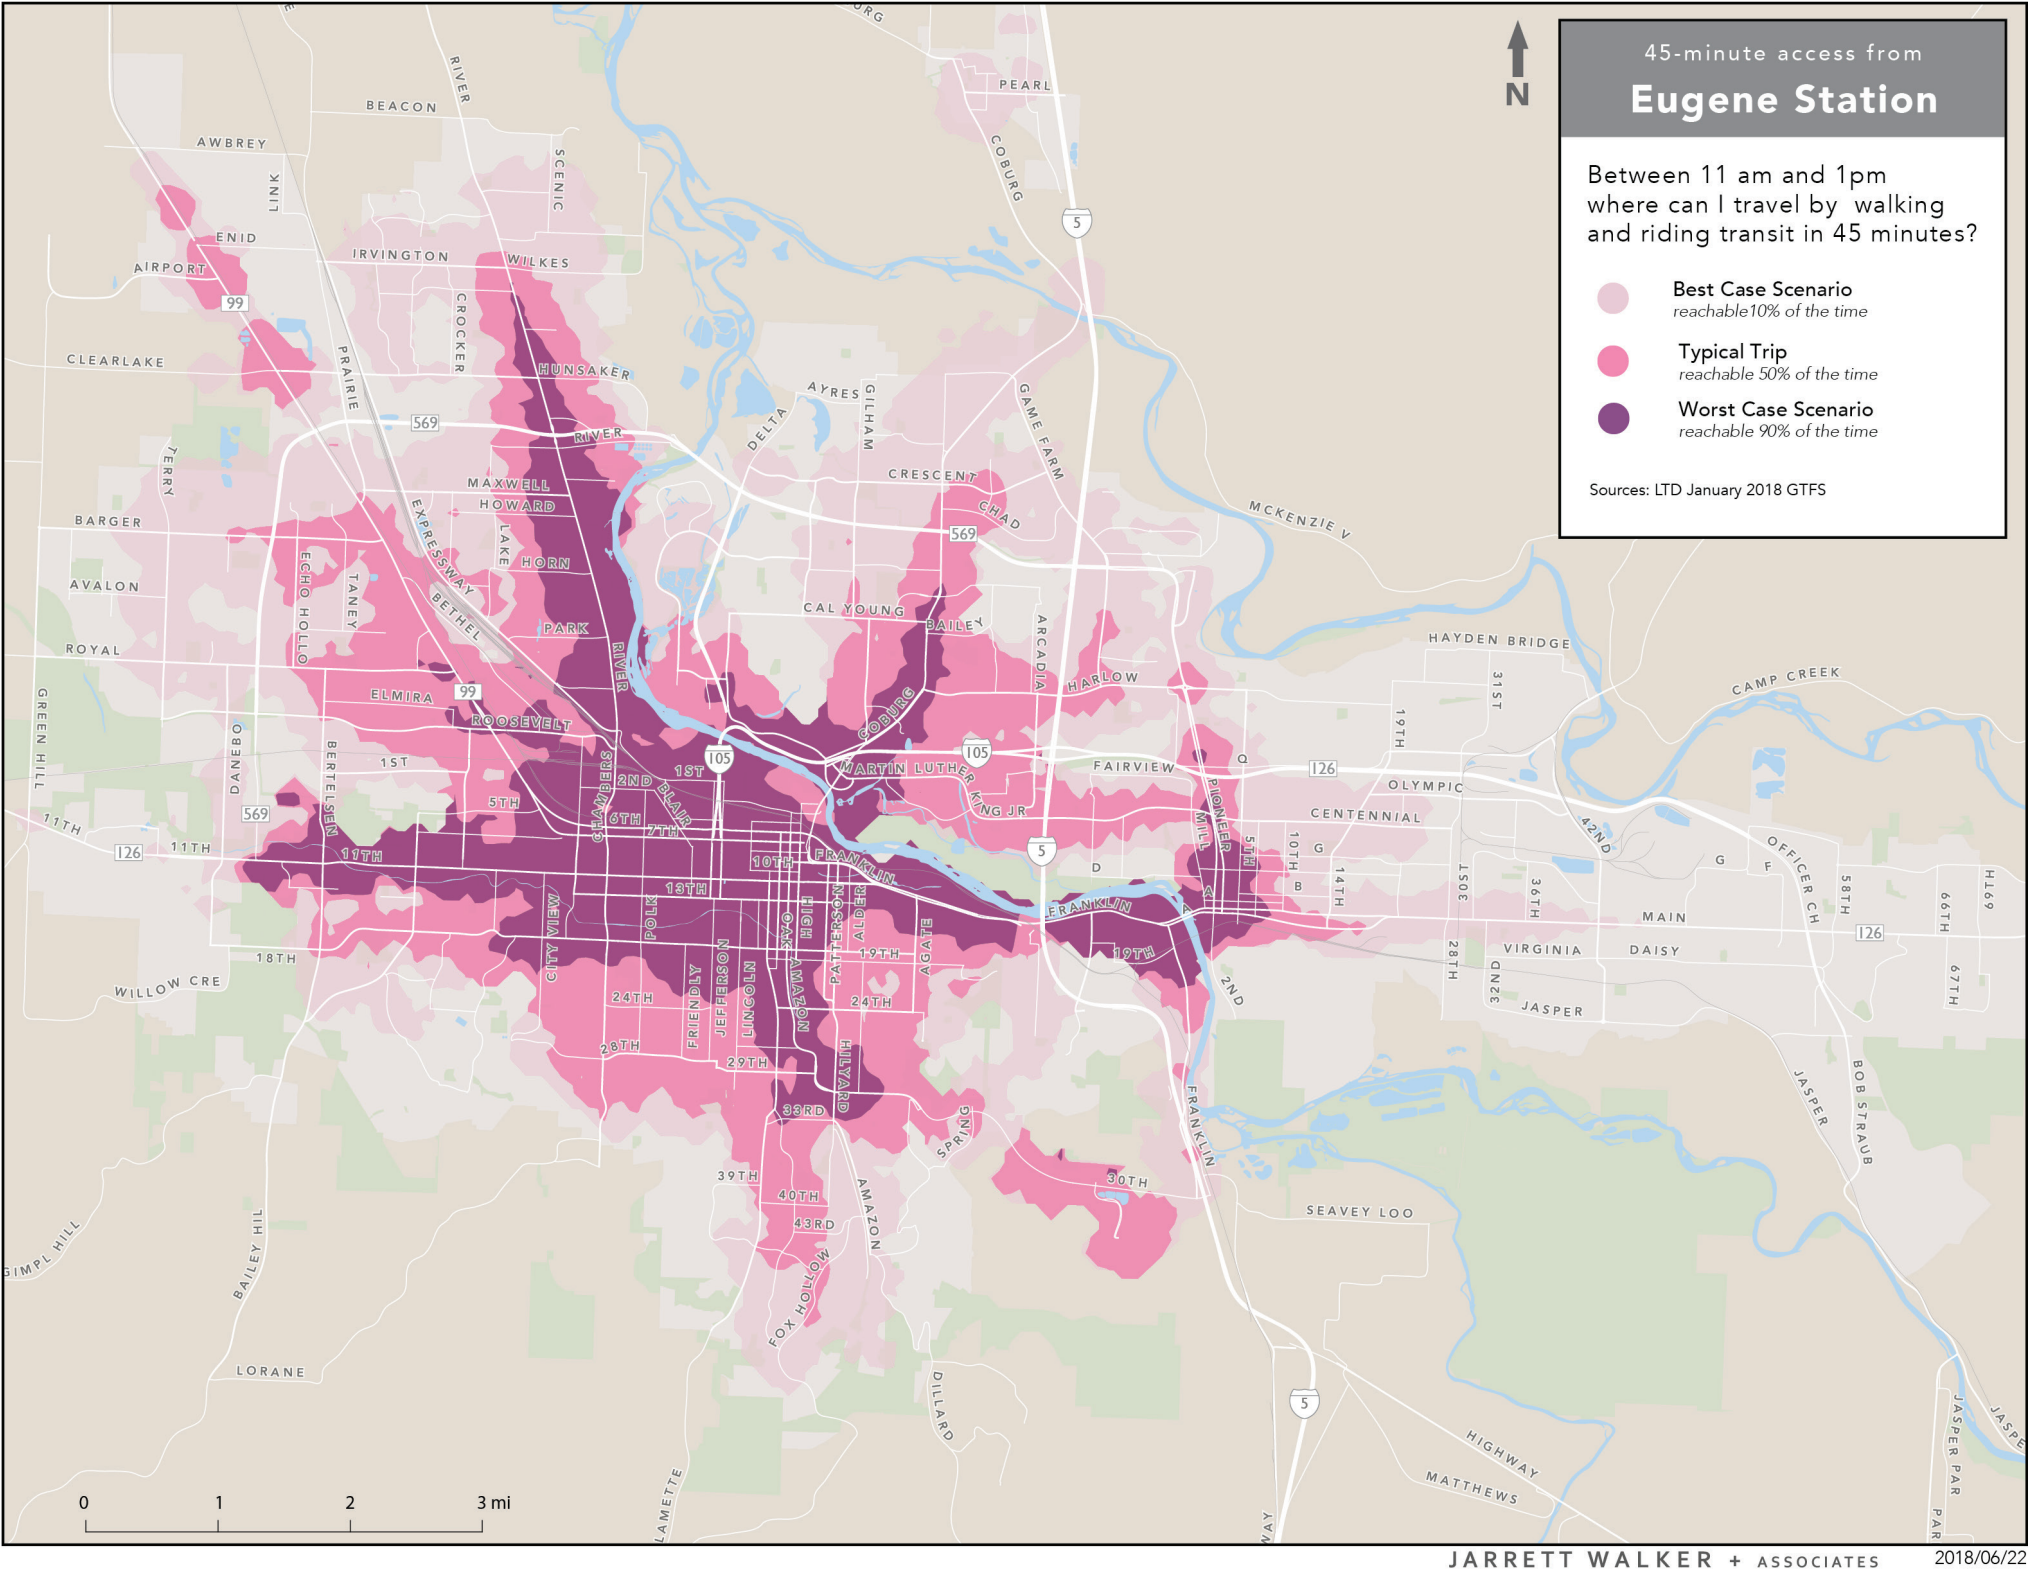 45-minute access from
Eugene Station
Between 11 am and 1pm
where can I travel by walking
and riding transit in 45 minutes?
Best Case Scenario
reachable10% of the time
Typical Trip
reachable 50% of the time
Worst Case Scenario
reachable 90% of the time
Sources: LTD January 2018 GTFS
N
RIVER
BEACON
PEARL
AWBREY
SCENIC
COBURG
LINK
5
ENID
IRVINGTON
WILKES
AIRPORT
99
CROCKER
CLEARLAKE
PRAIRIE
HUNSAKER
AYRES
GILHAM
GAME FARM
DELTA
569
RIVER
TERRY
MAXWELL
CRESCENT
HOWARD
CHAD
MCKENZIE V
BARGER
EXPRESSWAY
LAKE
569
ECHO HOLLO
HORN
AVALON
TANEY
BETHEL
CAL YOUNG
PARK
BAILEY
ARCADIA
HAYDEN BRIDGE
ROYAL
RIVER
HARLOW
31ST
CAMP CREEK
GREEN HILL
ELMIRA
99
COBURG
19TH
ROOSEVELT
DANEBO
BERTELSEN
1ST
CHAMBERS
2ND
1ST
105
105
Q
MARTIN LUTHER
KING JR
FAIRVIEW
126
OLYMPIC
5TH
BLAIR
PIONEER
569
6TH
7TH
MILL
CENTENNIAL
42ND
11TH
11TH
126
11TH
10TH
FRANKLIN
5
5TH
10TH
G
G
F
OFFICER CH
D
13TH
14TH
B
30ST
36TH
58TH
66TH
69TH
CITY VIEW
POLK
OAK
HIGH
PATTERSON
ALDER
AGATE
FRANKLIN
A
A
MAIN
126
18TH
19TH
19TH
28TH
VIRGINIA
DAISY
WILLOW CRE
24TH
FRIENDLY
JEFFERSON
LINCOLN
AMAZON
24TH
2ND
32ND
JASPER
67TH
28TH
29TH
HILYARD
33RD
SPRING
FRANKLIN
JASPER
BOB STRAUB
39TH
40TH
43RD
AMAZON
30TH
SEAVEY LOO
GIMPL HILL
BAILEY HIL
FOX HOLLOW
LORANE
DILLARD
5
HIGHWAY
MATTHEWS
JASPER PAR
JASPE
LAMETTE
WAY
PAR
0 1 2 3 mi
JARRETT WALKER + ASSOCIATES
2018/06/22